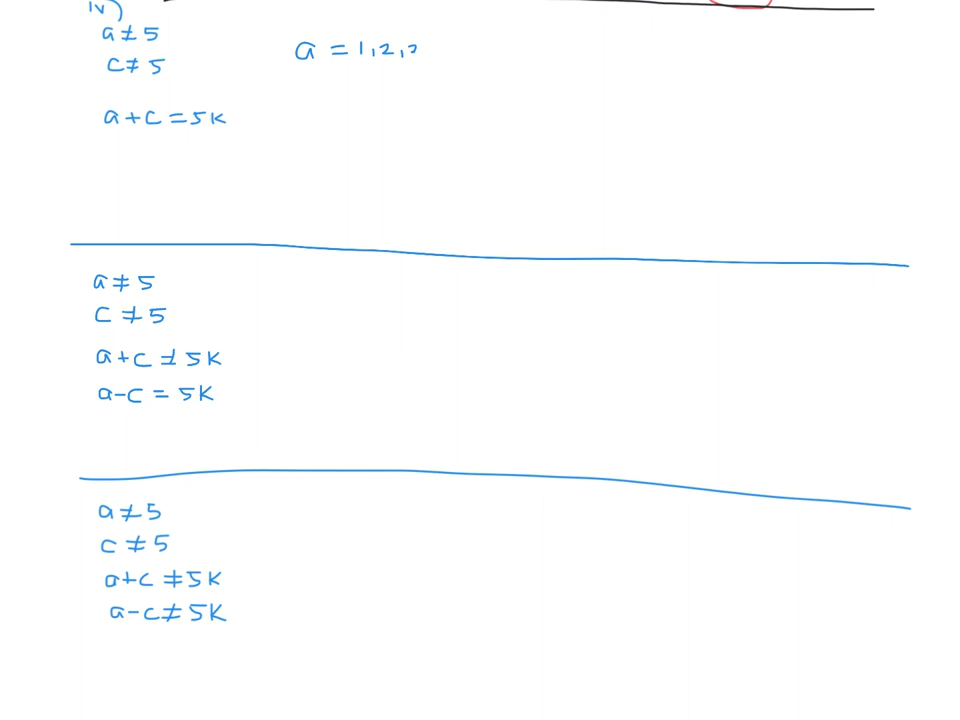 iv)
a ≠ 5
c ≠ 5
a = 1, 2, 
a + c = 5k
a ≠ 5
c ≠ 5
a + c ≠ 5k
a - c = 5k
a ≠ 5
c ≠ 5
a + c ≠ 5k
a - c ≠ 5k